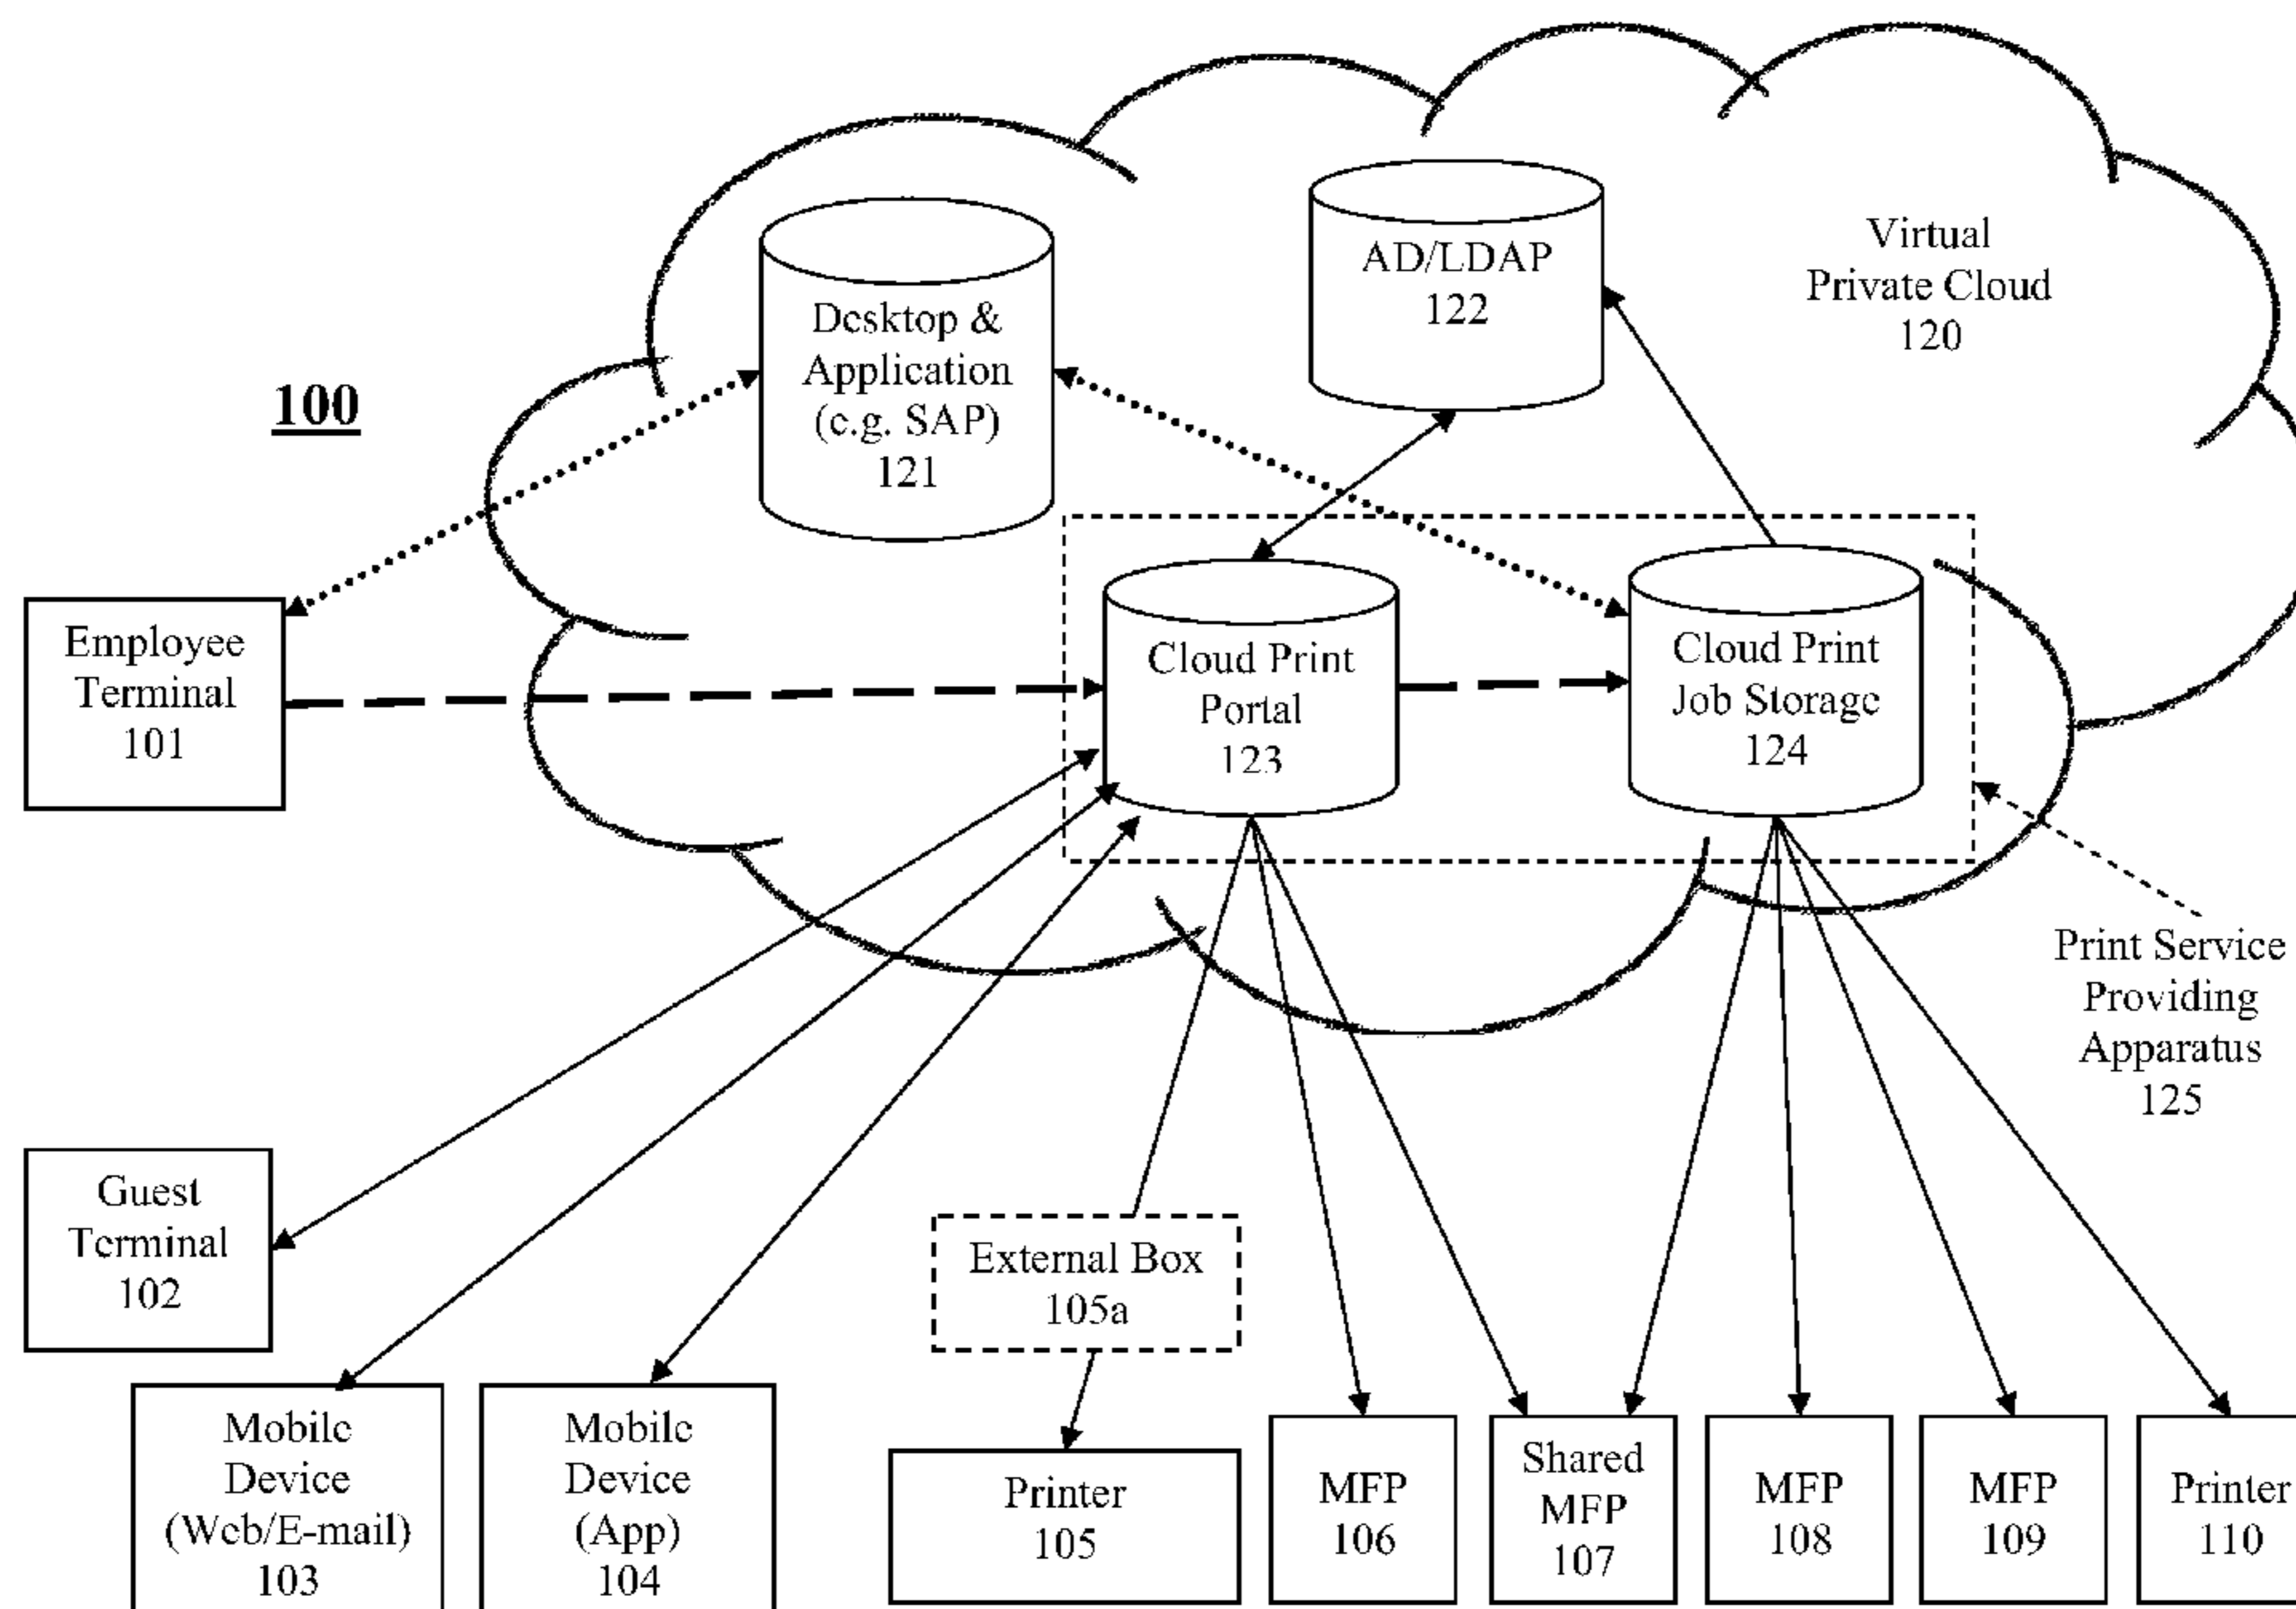 Virtual
Private Cloud
120
AD/LDAP
122
Desktop &
Application
(e.g. SAP)
121
100
Employee
Terminal
101
Cloud Print
Portal
123
Cloud Print
Job Storage
124
Print Service
Providing
Apparatus
125
Guest
Terminal
102
External Box
105a
Mobile
Device
(Web/E-mail)
103
Mobile
Device
(App)
104
Printer
105
MFP
106
Shared
MFP
107
MFP
108
MFP
109
Printer
110